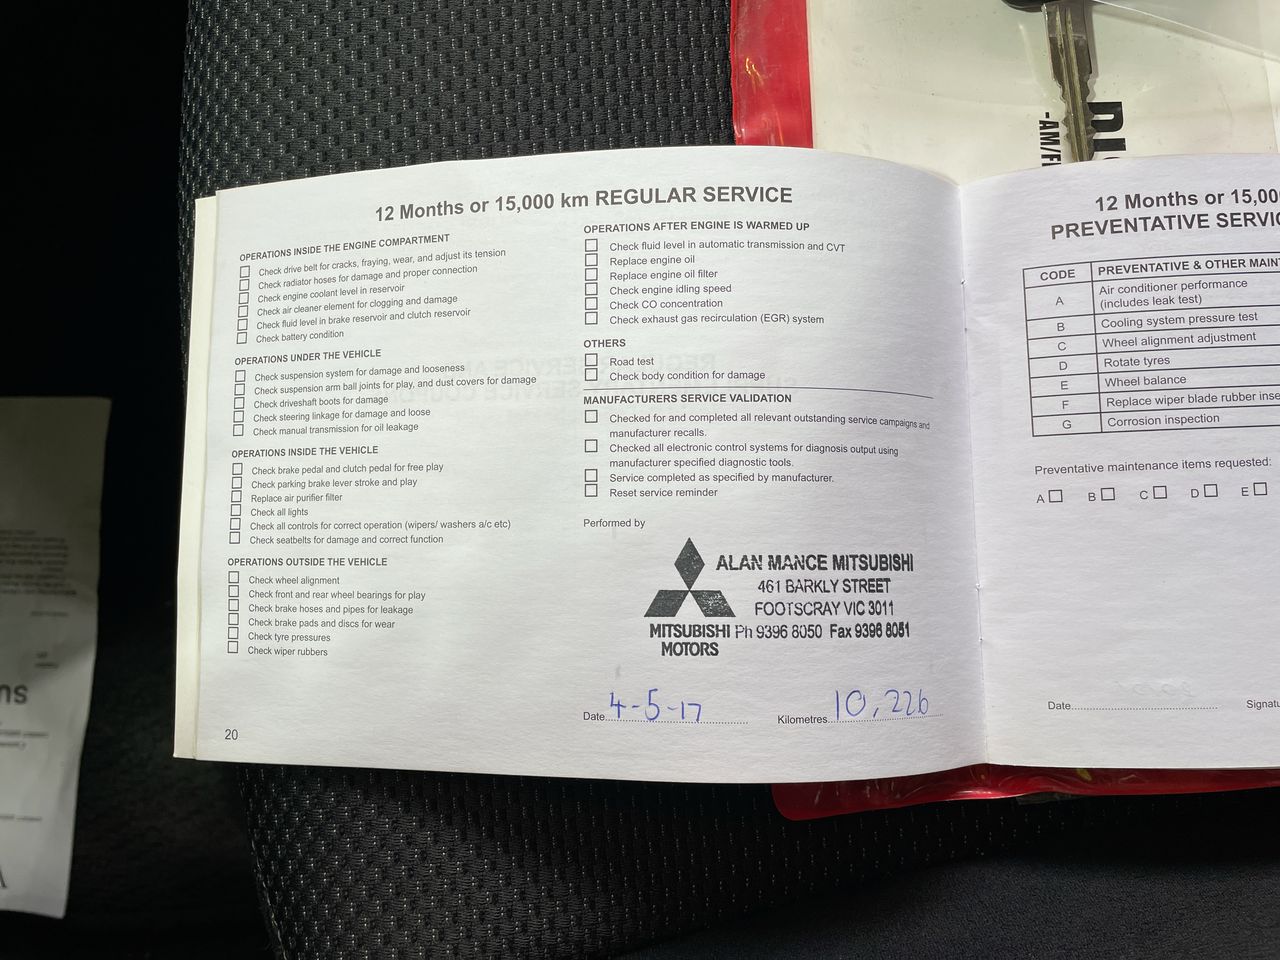 12 Months or 15,000 km REGULAR SERVICE
OPERATIONS INSIDE THE ENGINE COMPARTMENT
Check drive belt for cracks, fraying, wear, and adjust its tension
Check radiator hoses for damage and proper connection
Check engine coolant level in reservoir
Check air cleaner element for clogging and damage
Check fluid level in brake reservoir and clutch reservoir
Check battery condition
OPERATIONS UNDER THE VEHICLE
Check suspension system for damage and looseness
Check suspension arm ball joints for play, and dust covers for damage
Check driveshaft boots for damage
Check steering linkage for damage and loose
Check manual transmission for oil leakage
OPERATIONS INSIDE THE VEHICLE
Check brake pedal and clutch pedal for free play
Check parking brake lever stroke and play
Replace air purifier filter
Check all lights
Check all controls for correct operation (wipers/ washers a/c etc)
Check seatbelts for damage and correct function
OPERATIONS OUTSIDE THE VEHICLE
Check wheel alignment
Check front and rear wheel bearings for play
Check brake hoses and pipes for leakage
Check brake pads and discs for wear
Check tyre pressures
Check wiper rubbers
20
OPERATIONS AFTER ENGINE IS WARMED UP
Check fluid level in automatic transmission and CVT
Replace engine oil
Replace engine oil filter
Check engine idling speed
Check CO concentration
Check exhaust gas recirculation (EGR) system
OTHERS
Road test
Check body condition for damage
MANUFACTURERS SERVICE VALIDATION
Checked for and completed all relevant outstanding service campaigns and
manufacturer recalls.
Checked all electronic control systems for diagnosis output using
manufacturer specified diagnostic tools.
Service completed as specified by manufacturer.
Reset service reminder
Performed by
ALAN MANCE MITSUBISHI
461 BARKLY STREET
FOOTSCRAY VIC 3011
MITSUBISHI Ph 9396 8050 Fax 9396 8051
MOTORS
Date 4-5-17 Kilometres 10,226
12 Months or 15,00
PREVENTATIVE SERVIC
CODE PREVENTATIVE & OTHER MAINT
A Air conditioner performance
(includes leak test)
B Cooling system pressure test
C Wheel alignment adjustment
D Rotate tyres
E Wheel balance
F Replace wiper blade rubber inse
G Corrosion inspection
Preventative maintenance items requested:
A B C D E
Date Signatu
-AM/F